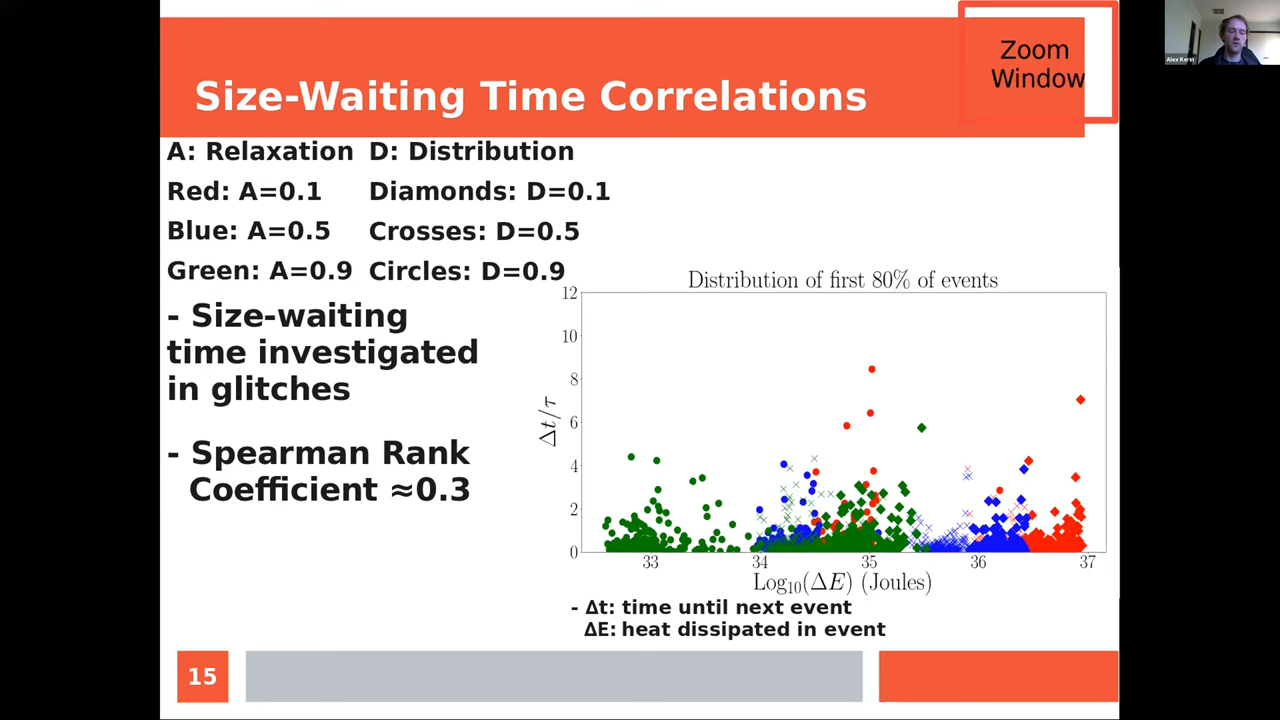 Size-Waiting Time Correlations
Zoom
Window
Alex Kerin
A: Relaxation D: Distribution
Red: A=0.1 Diamonds: D=0.1
Blue: A=0.5 Crosses: D=0.5
Green: A=0.9 Circles: D=0.9
- Size-waiting
time investigated
in glitches
- Spearman Rank
Coefficient ≈0.3
Distribution of first 80% of events
12
10
8
6
4
2
0
Δt/τ
33 34 35 36 37
Log₁₀(ΔE) (Joules)
- Δt: time until next event
ΔE: heat dissipated in event
15